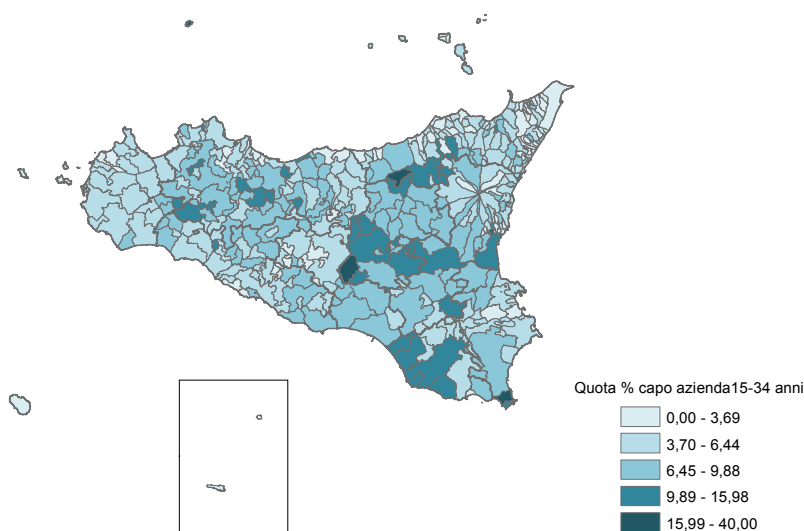 Quota % capo azienda15-34 anni
0,00 - 3,69
3,70 - 6,44
6,45 - 9,88
9,89 - 15,98
15,99 - 40,00